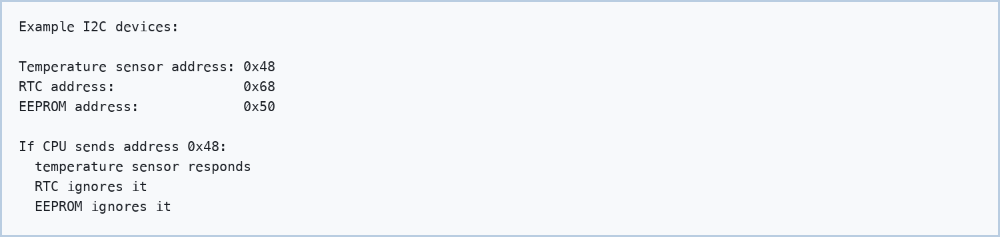 Example I2C devices:

Temperature sensor address: 0x48
RTC address:                0x68
EEPROM address:             0x50

If CPU sends address 0x48:
  temperature sensor responds
  RTC ignores it
  EEPROM ignores it